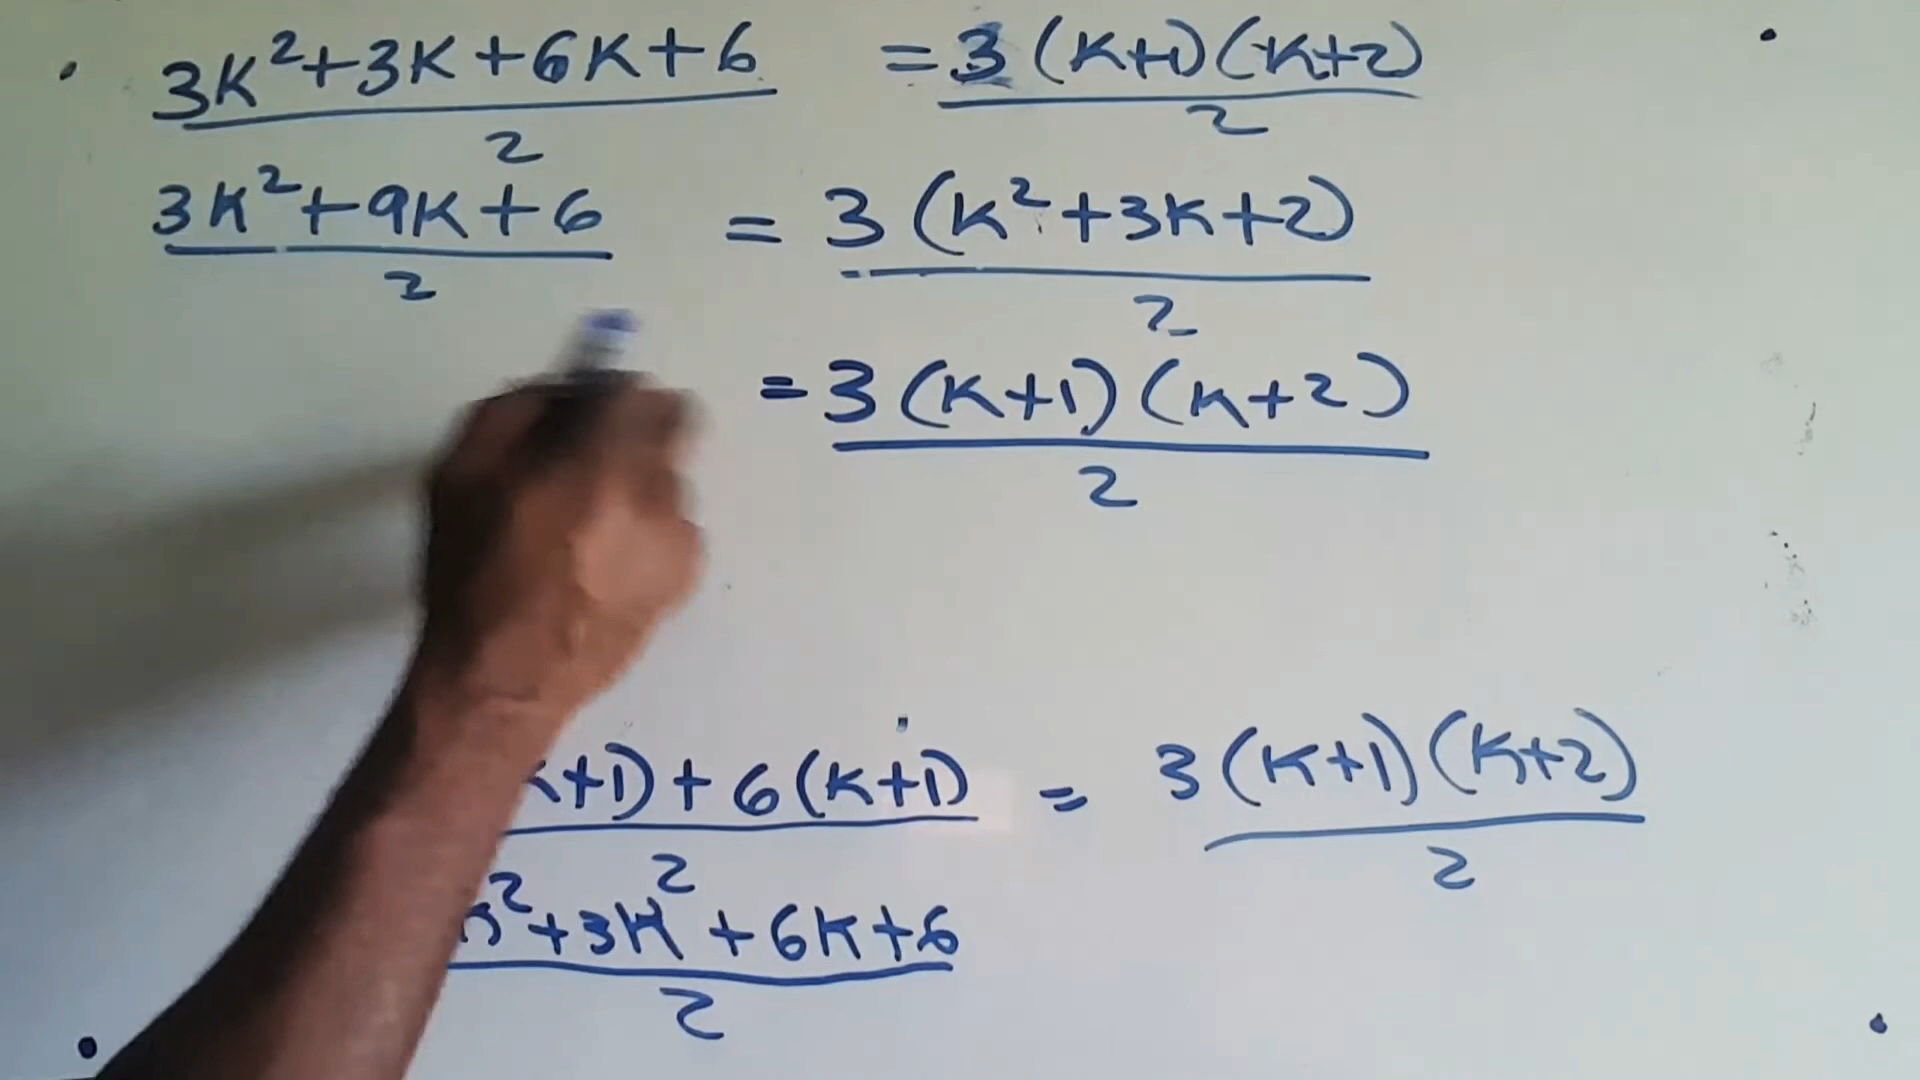 3K²+3K+6K+6/2 = 3(K+1)(K+2)/2
3K²+9K+6/2 = 3(K²+3K+2)/2
= 3(K+1)(K+2)/2
K+1)+6(K+1)/2 = 3(K+1)(K+2)/2
²+3K+6K+6/2